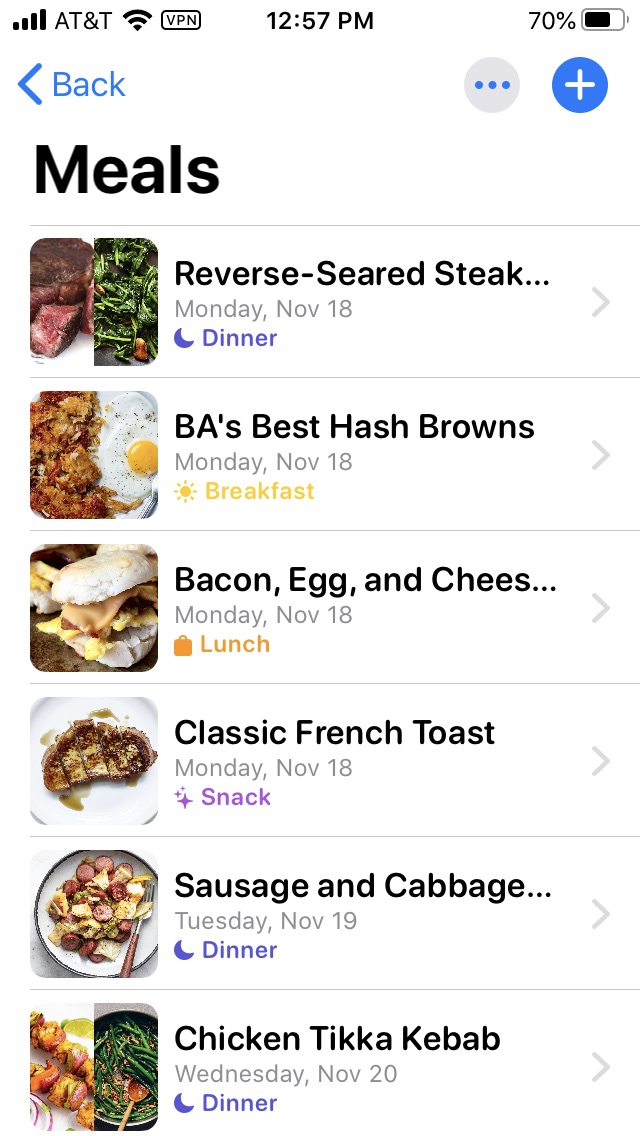 AT&T VPN 12:57 PM 70%
Back
Meals
Reverse-Seared Steak...
Monday, Nov 18
Dinner
BA's Best Hash Browns
Monday, Nov 18
Breakfast
Bacon, Egg, and Chees...
Monday, Nov 18
Lunch
Classic French Toast
Monday, Nov 18
Snack
Sausage and Cabbage...
Tuesday, Nov 19
Dinner
Chicken Tikka Kebab
Wednesday, Nov 20
Dinner